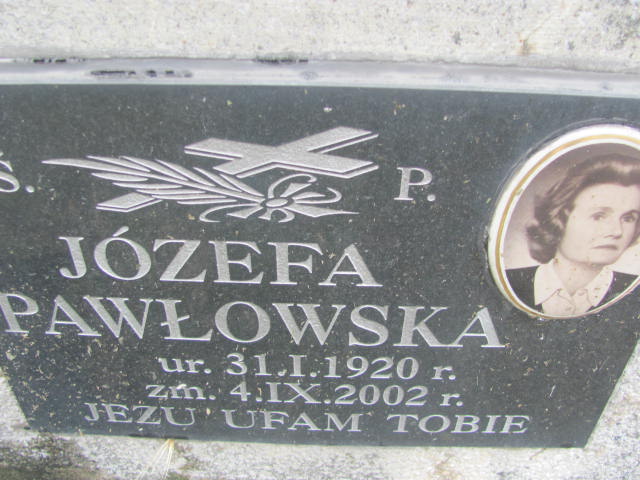 Ś. P.
JÓZEFA
PAWŁOWSKA
ur. 31.I.1920 r.
zm. 4.IX.2002 r.
JEZU UFAM TOBIE